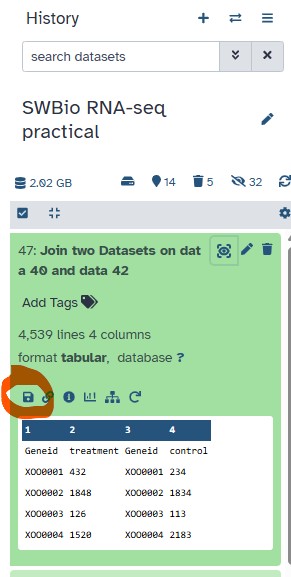 History
search datasets
SWBio RNA-seq
practical
2.02 GB 14 5 32
47: Join two Datasets on dat
a 40 and data 42
Add Tags
4,539 lines 4 columns
format tabular, database ?
1 2 3 4
Geneid treatment Geneid control
XOO0001 432 XOO0001 234
XOO0002 1848 XOO0002 1834
XOO0003 126 XOO0003 113
XOO0004 1520 XOO0004 2183